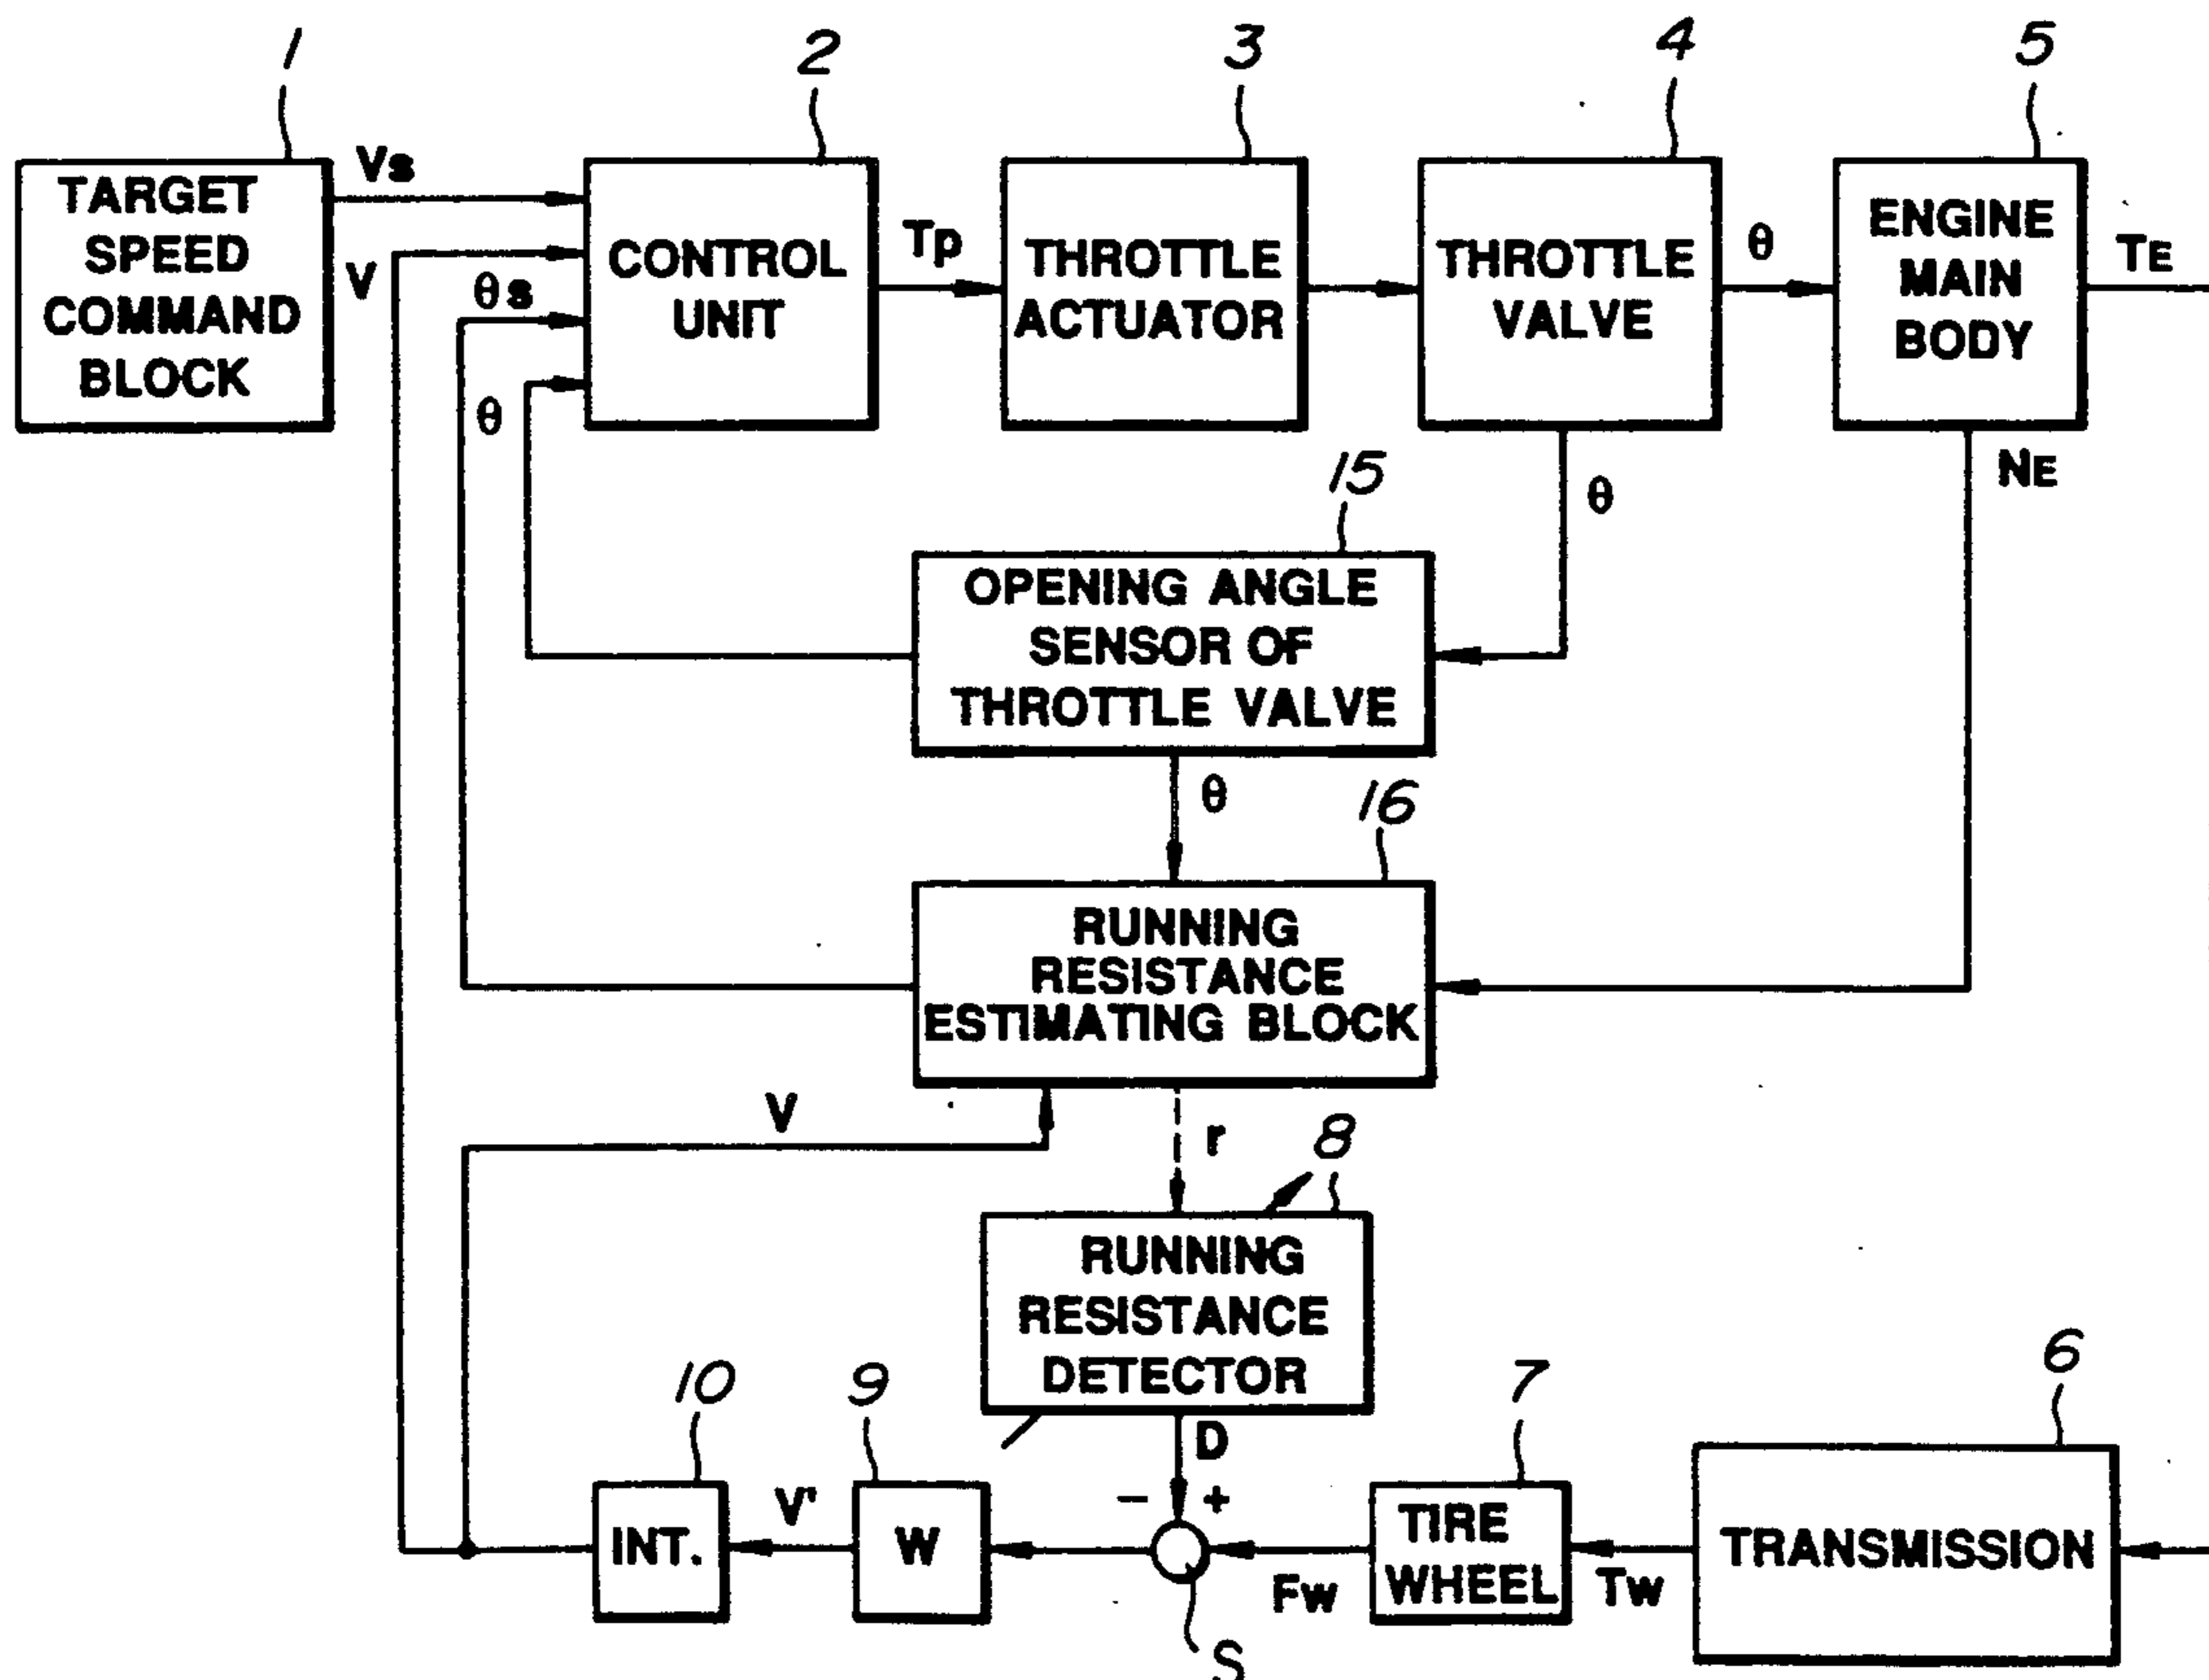 1
2
3
4
5
TARGET
SPEED
COMMAND
BLOCK
Vs
V
θs
θ
CONTROL
UNIT
Tp
THROTTLE
ACTUATOR
THROTTLE
VALVE
θ
ENGINE
MAIN
BODY
TE
NE
θ
15
OPENING ANGLE
SENSOR OF
THROTTLE VALVE
θ
16
RUNNING
RESISTANCE
ESTIMATING BLOCK
V
r
8
RUNNING
RESISTANCE
DETECTOR
D
- +
10
INT.
V'
9
W
S
Fw
7
TIRE
WHEEL
Tw
6
TRANSMISSION